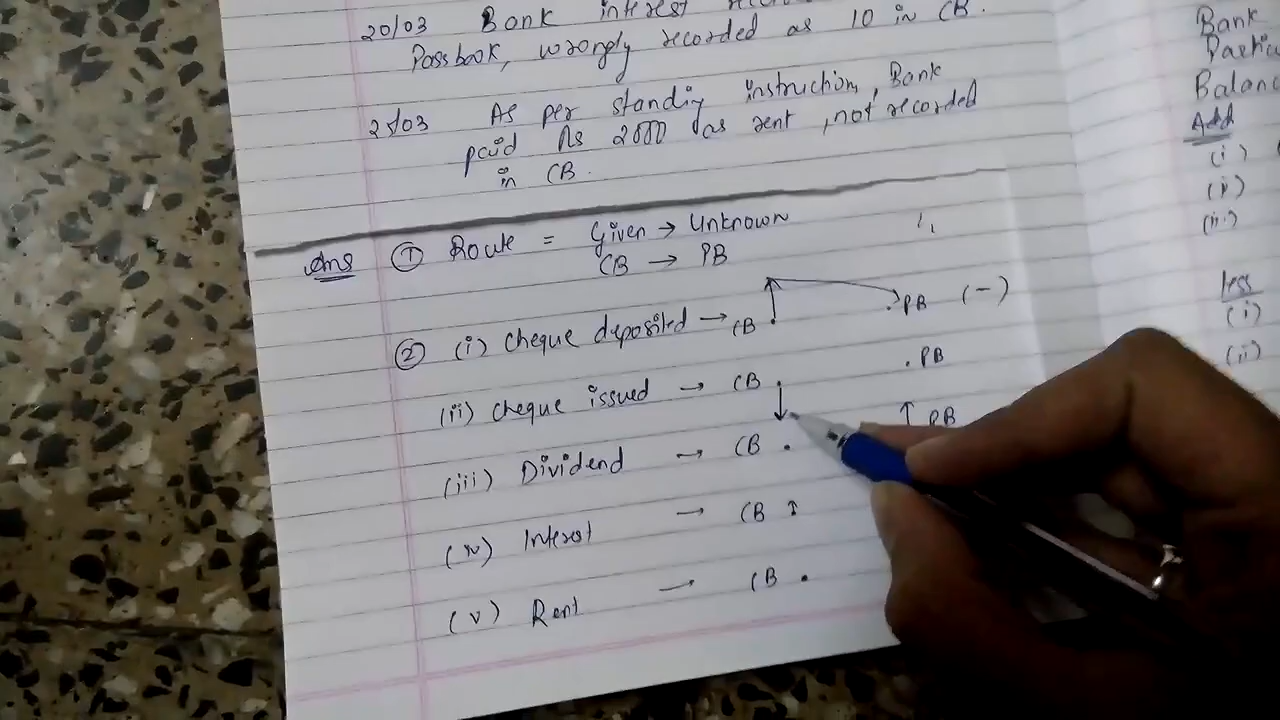 20/03 Bank interest
Passbook, wrongly recorded as 10 in CB.
25/03 As per standing instruction, Bank
paid Rs 2000 as rent, not recorded
in CB.
Ans ① Route = Given → Unknown
CB → PB
② (i) Cheque deposited → CB PB (-)
(ii) Cheque issued → CB . PB
(iii) Dividend → CB . ↑ PB
(iv) Interest → CB ↑
(v) Rent → CB .
Bank
Balanc
Add
(i)
(ii)
(iii)
less
(i)
(ii)